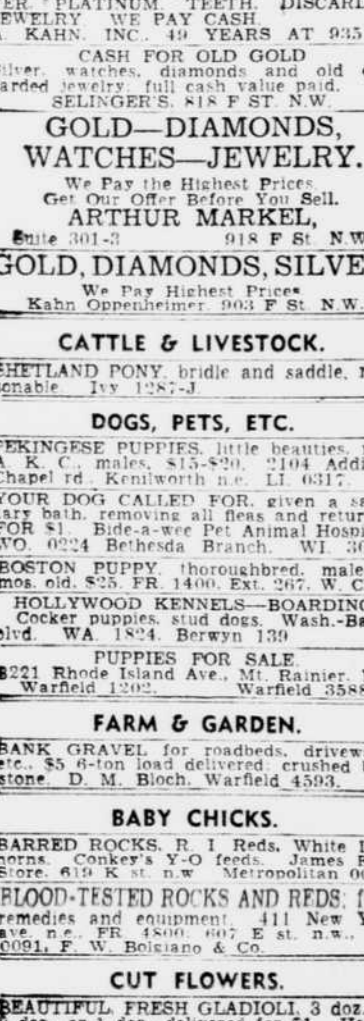 ER. PLATINUM. TEETH. DISCARD
EWELRY. WE PAY CASH.
A. KAHN. INC., 49 YEARS AT 935
CASH FOR OLD GOLD
ilver, watches, diamonds and old
arded jewelry; full cash value paid.
SELINGER'S, 818 F ST. N.W.
GOLD—DIAMONDS,
WATCHES—JEWELRY.
We Pay the Highest Prices.
Get Our Offer Before You Sell.
ARTHUR MARKEL,
Suite 301-3 918 F St. N.W.
GOLD, DIAMONDS, SILVE
We Pay Highest Prices
Kahn Oppenheimer. 903 F St. N.W.
CATTLE & LIVESTOCK.
SHETLAND PONY, bridle and saddle,
sonable. Ivy 1287-J.
DOGS, PETS, ETC.
PEKINGESE PUPPIES, little beauties,
A. K. C., males, $15-$20. 2104 Addi
Chapel rd., Kenilworth n.e. LI. 0317.
YOUR DOG CALLED FOR, given a sa
ary bath, removing all fleas and retur
FOR $1. Bide-a-wee Pet Animal Hospi
WO. 0224 Bethesda Branch. WI.
BOSTON PUPPY, thoroughbred, male
mos. old. $25. FR. 1400. Ext. 267. W. C
HOLLYWOOD KENNELS—BOARDING
Cocker puppies, stud dogs. Wash.-Ba
blvd. WA. 1824. Berwyn 139
PUPPIES FOR SALE.
3221 Rhode Island Ave., Mt. Rainier,
Warfield 1202. Warfield 3588
FARM & GARDEN.
BANK GRAVEL for roadbeds, drivew
etc., $5 6-ton load delivered; crushed
stone. D. M. Bloch. Warfield 4593.
BABY CHICKS.
BARRED ROCKS, R. I Reds, White L
horns. Conkey's Y-O feeds. James F
Store, 619 K st. n.w Metropolitan
BLOOD-TESTED ROCKS AND REDS; f
remedies and equipment. 411 New Y
ave. n.e., FR 4800; 607 E st. n.w.,
0091. F. W. Bolgiano & Co.
CUT FLOWERS.
BEAUTIFUL, FRESH GLADIOLI, 3 doz